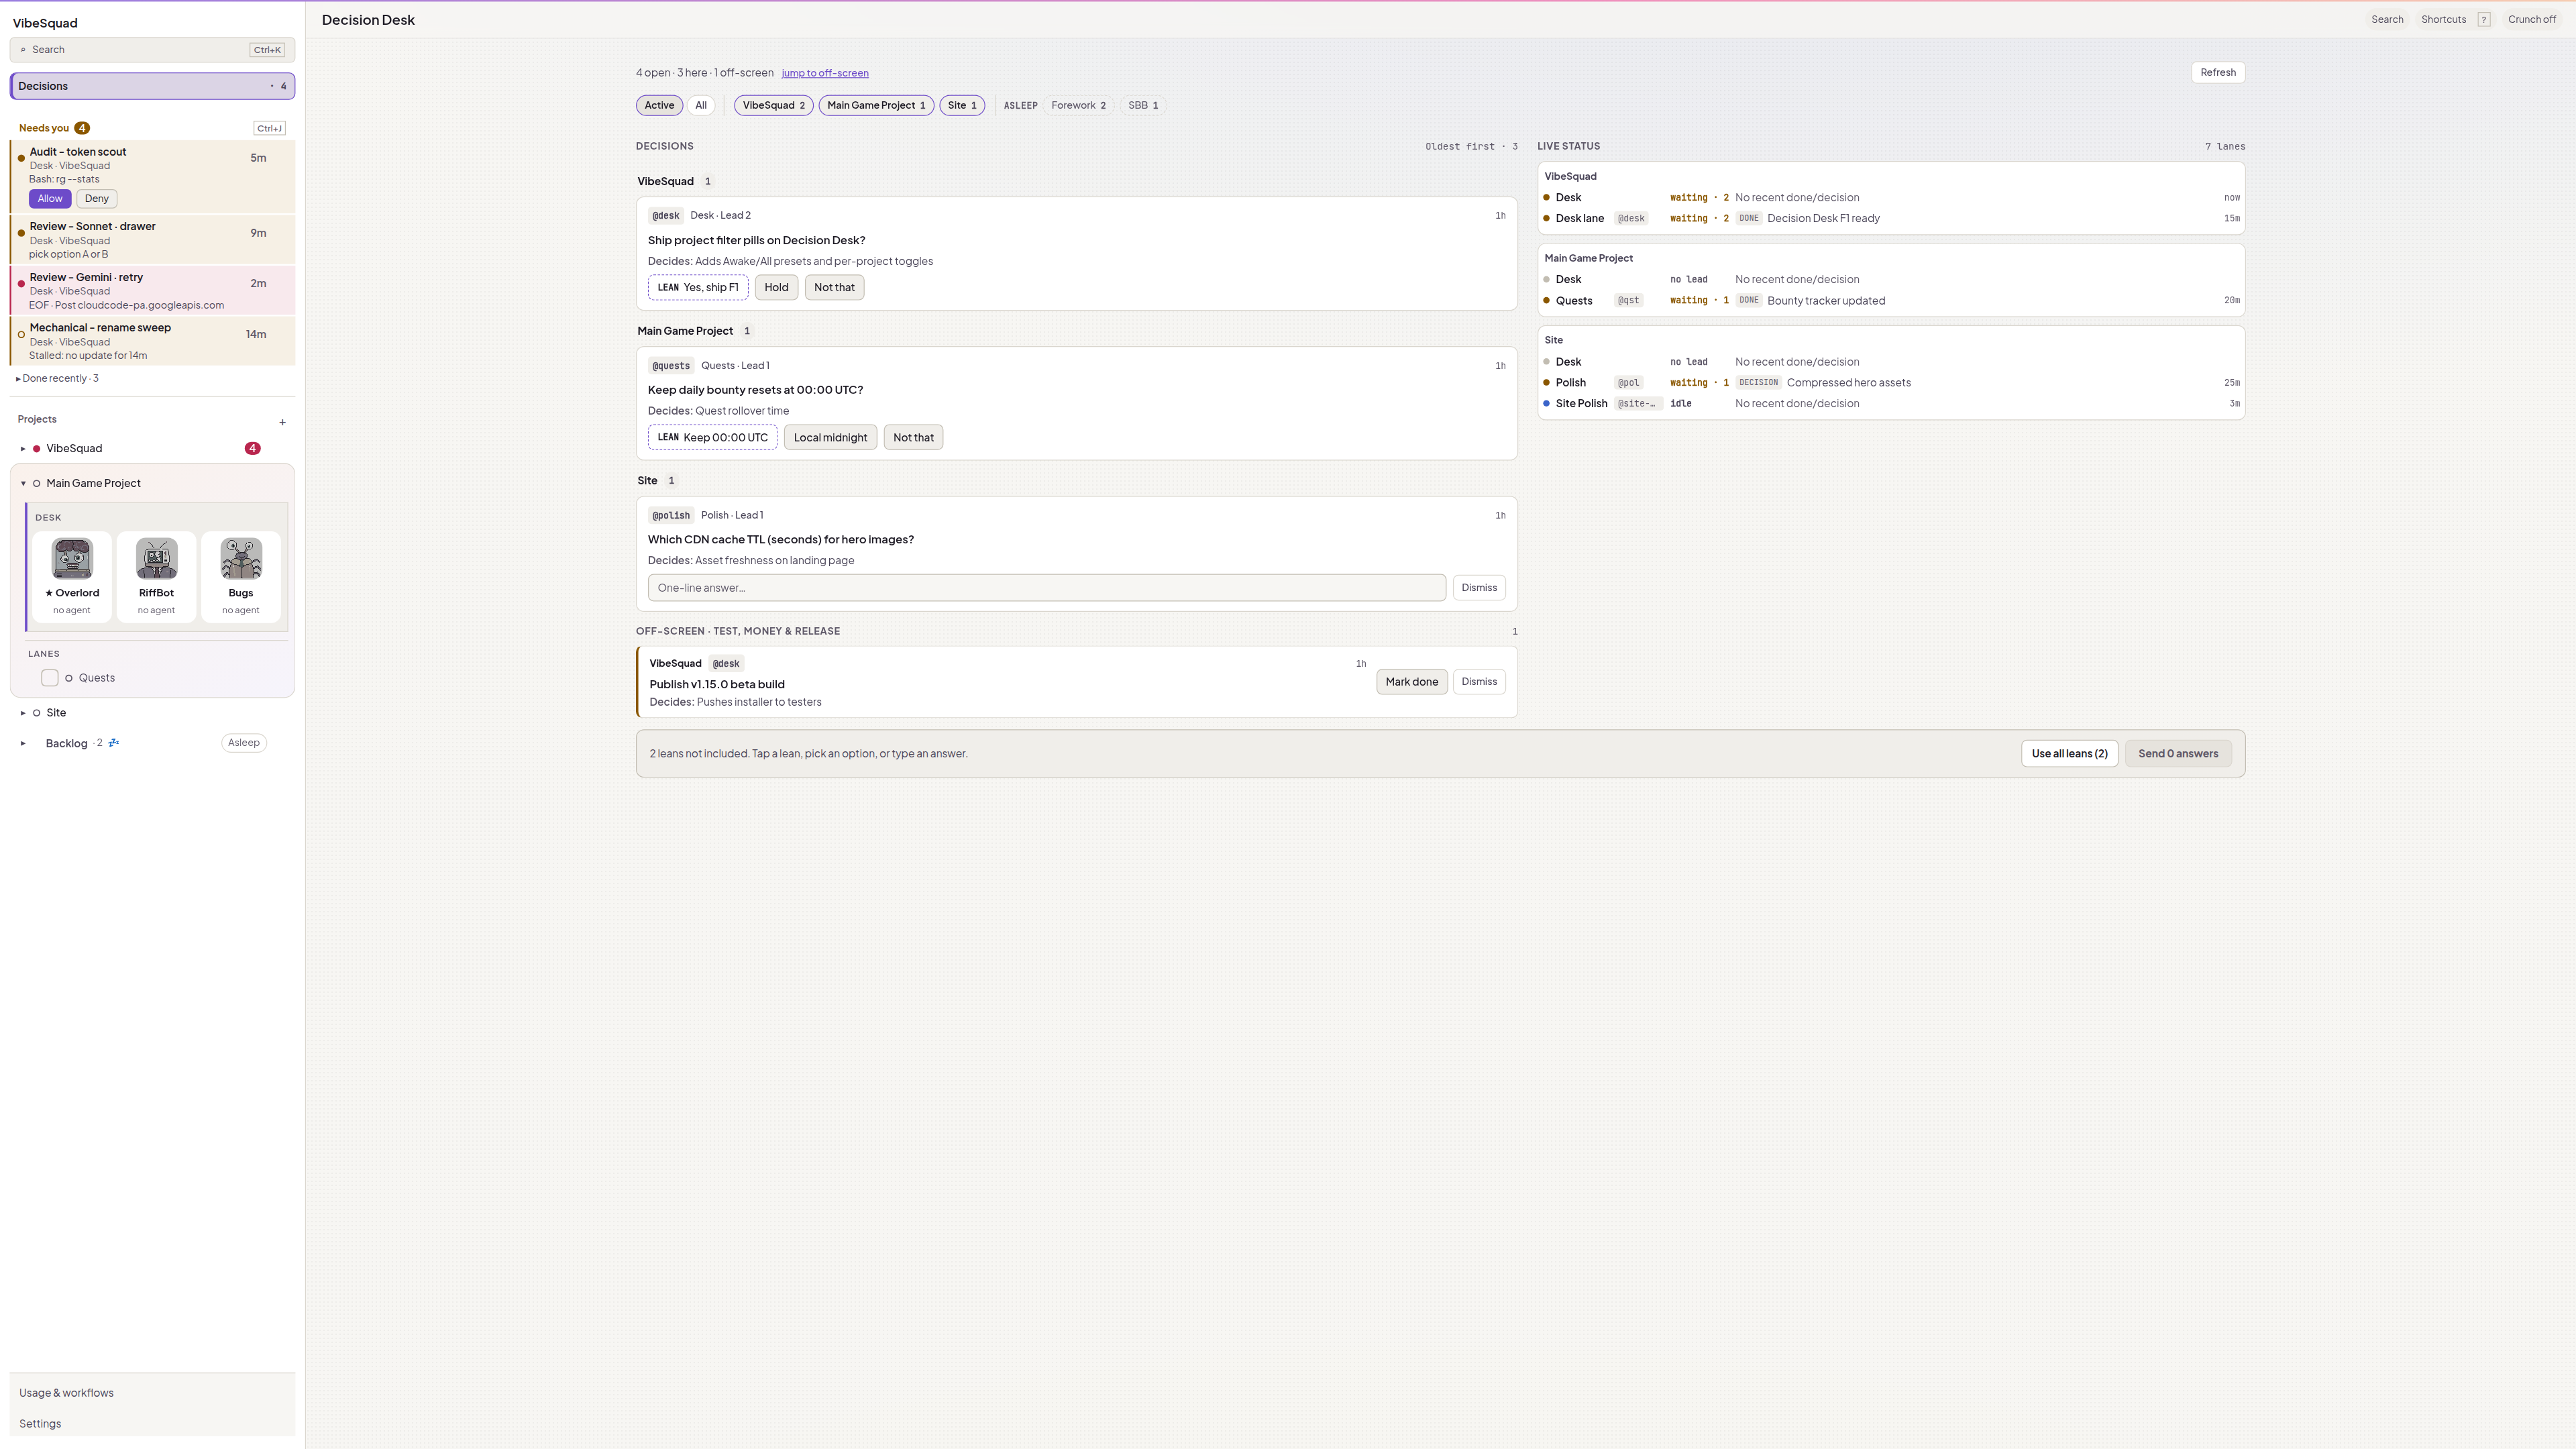 VibeSquad
Search Ctrl+K
Decisions · 4
Needs you 4 Ctrl+J
Audit – token scout 5m
Desk · VibeSquad
Bash: rg --stats
Allow Deny
Review – Sonnet · drawer 9m
Desk · VibeSquad
pick option A or B
Review – Gemini · retry 2m
Desk · VibeSquad
EOF · Post cloudcode-pa.googleapis.com
Mechanical – rename sweep 14m
Desk · VibeSquad
Stalled: no update for 14m
▸ Done recently · 3
Projects +
▸ VibeSquad 4
▾ Main Game Project
DESK
★ Overlord RiffBot Bugs
no agent no agent no agent
LANES
Quests
▸ Site
▸ Backlog · 2 💤 Asleep
Usage & workflows
Settings
Decision Desk Search Shortcuts ? Crunch off
4 open · 3 here · 1 off-screen jump to off-screen Refresh
Active All VibeSquad 2 Main Game Project 1 Site 1 ASLEEP Forework 2 SBB 1
DECISIONS Oldest first · 3
VibeSquad 1
@desk Desk · Lead 2 1h
Ship project filter pills on Decision Desk?
Decides: Adds Awake/All presets and per-project toggles
LEAN Yes, ship F1 Hold Not that
Main Game Project 1
@quests Quests · Lead 1 1h
Keep daily bounty resets at 00:00 UTC?
Decides: Quest rollover time
LEAN Keep 00:00 UTC Local midnight Not that
Site 1
@polish Polish · Lead 1 1h
Which CDN cache TTL (seconds) for hero images?
Decides: Asset freshness on landing page
One-line answer… Dismiss
OFF-SCREEN · TEST, MONEY & RELEASE 1
VibeSquad @desk 1h
Publish v1.15.0 beta build
Decides: Pushes installer to testers
Mark done Dismiss
LIVE STATUS 7 lanes
VibeSquad
Desk waiting · 2 No recent done/decision now
Desk lane @desk waiting · 2 DONE Decision Desk F1 ready 15m
Main Game Project
Desk no lead No recent done/decision
Quests @qst waiting · 1 DONE Bounty tracker updated 20m
Site
Desk no lead No recent done/decision
Polish @pol waiting · 1 DECISION Compressed hero assets 25m
Site Polish @site-… idle No recent done/decision 3m
2 leans not included. Tap a lean, pick an option, or type an answer. Use all leans (2) Send 0 answers